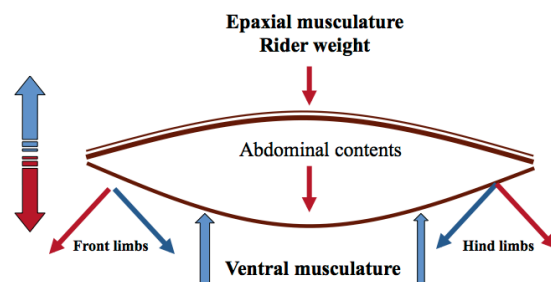 Epaxial musculature
Rider weight
Abdominal contents
Front limbs
Hind limbs
Ventral musculature